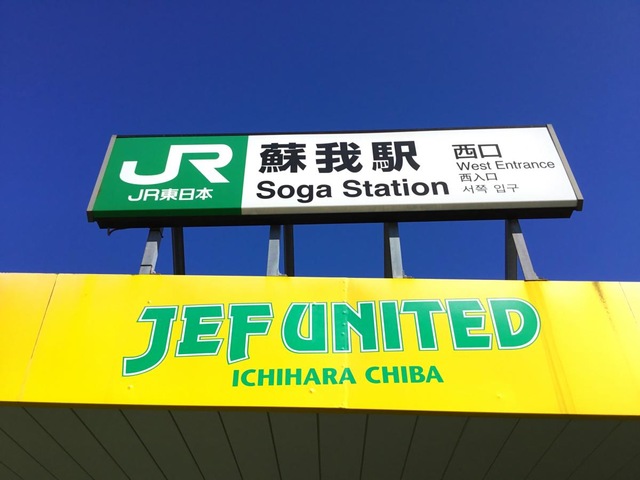 JR
JR東日本
蘇我駅
Soga Station
西口
West Entrance
西入口
서쪽 입구
JEF UNITED
ICHIHARA CHIBA